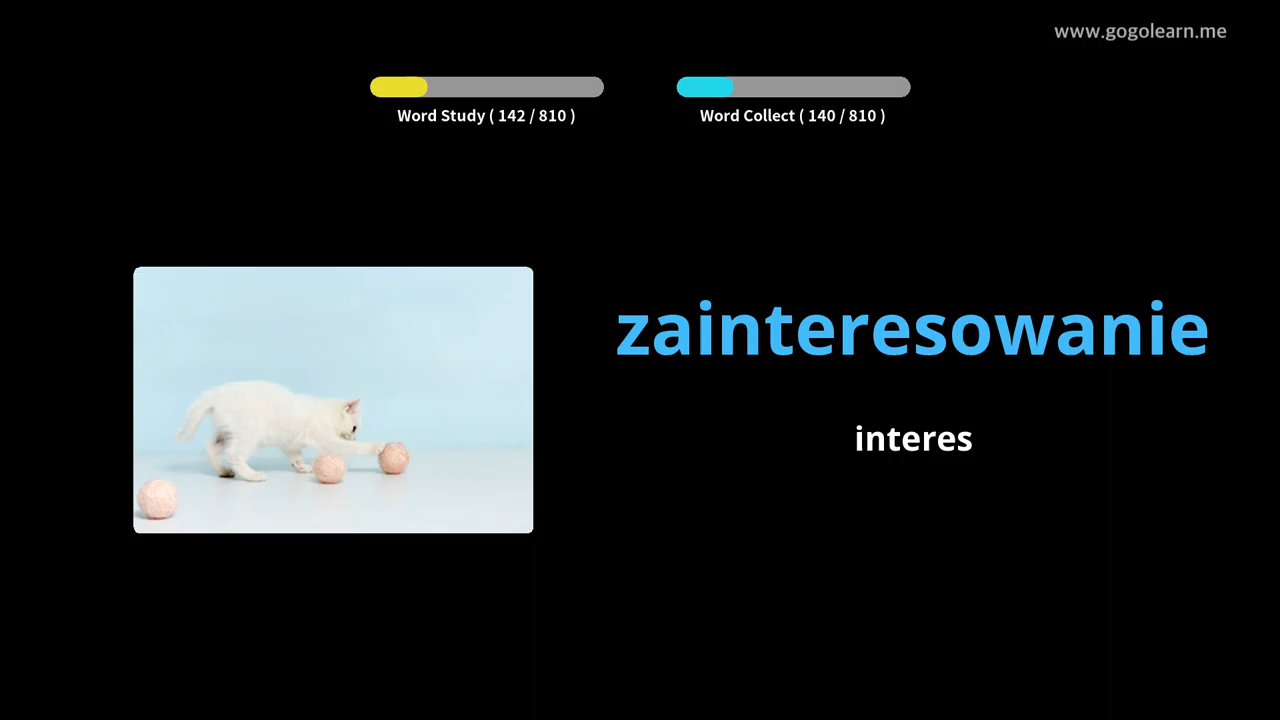 www.gogolearn.me
Word Study ( 142 / 810 )
Word Collect ( 140 / 810 )
zainteresowanie
interes